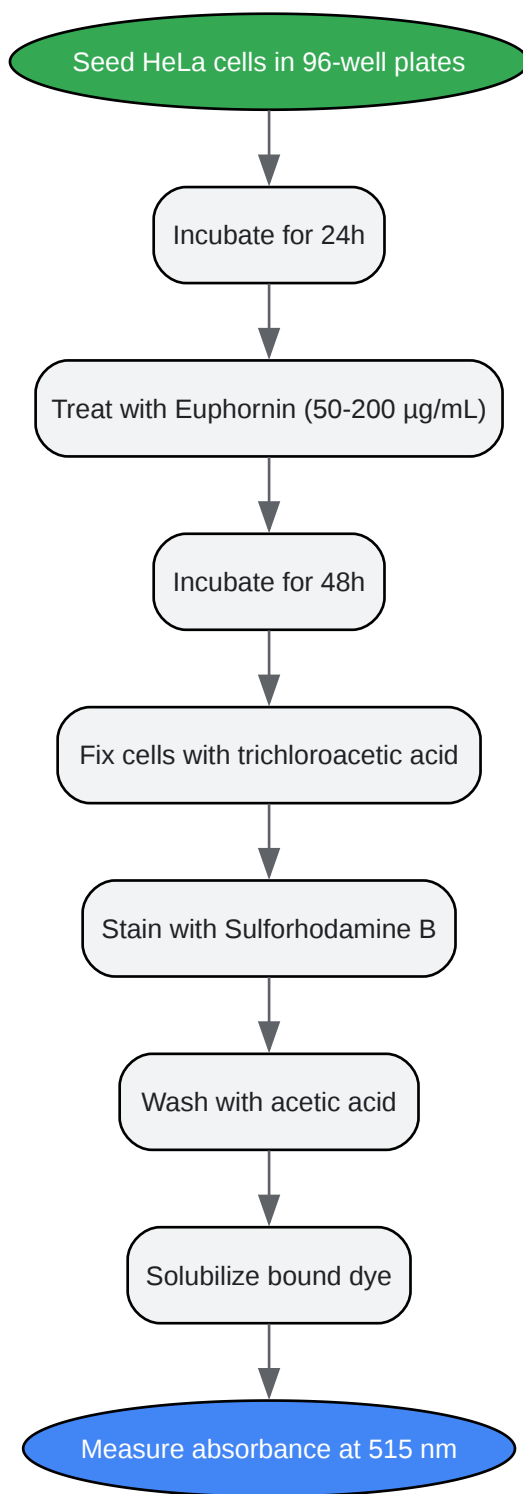 Seed HeLa cells in 96-well plates
Incubate for 24h
Treat with Euphornin (50-200 µg/mL)
Incubate for 48h
Fix cells with trichloroacetic acid
Stain with Sulforhodamine B
Wash with acetic acid
Solubilize bound dye
Measure absorbance at 515 nm